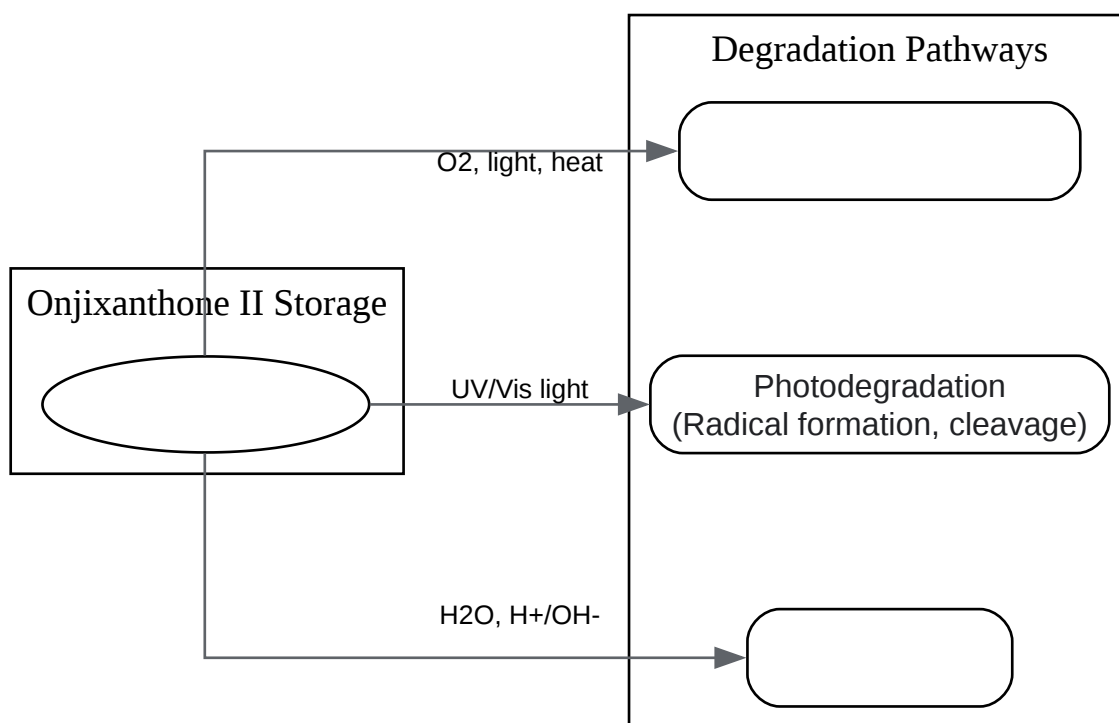 Degradation Pathways
O2, light, heat
Onjixanthone II Storage
UV/Vis light
Photodegradation
(Radical formation, cleavage)
H2O, H+/OH-